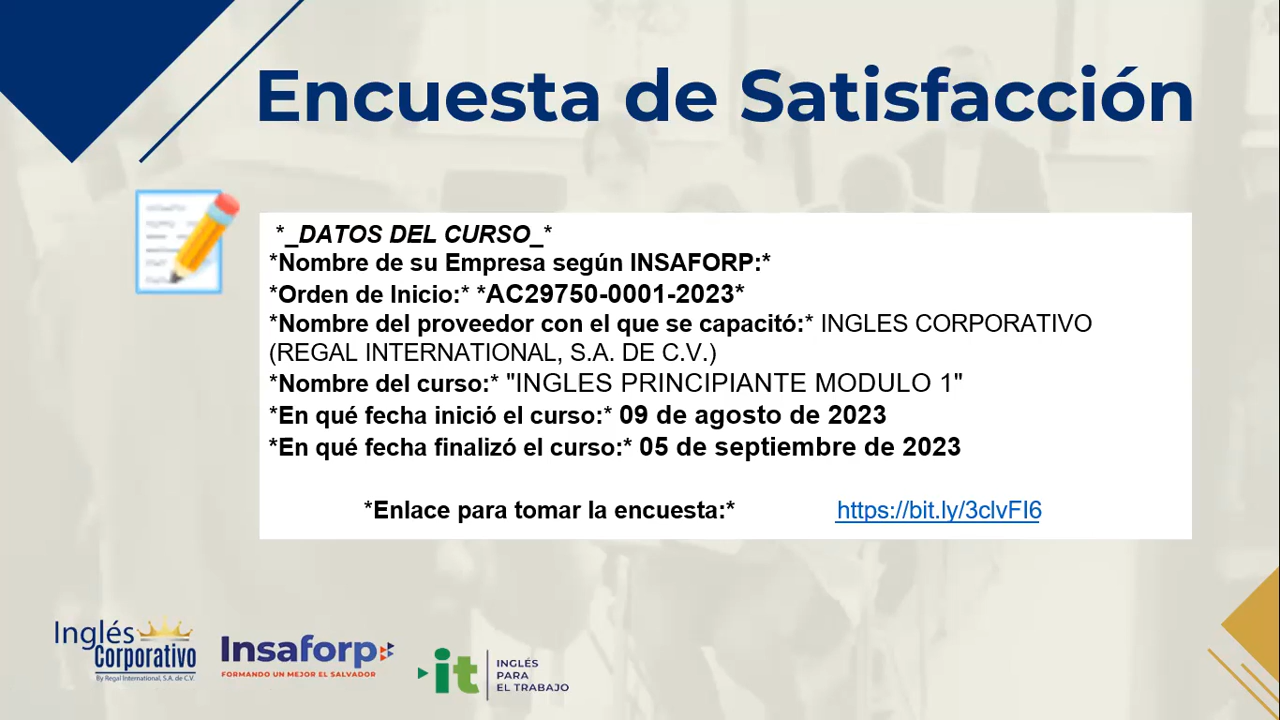 Encuesta de Satisfacción
*_DATOS DEL CURSO_*
*Nombre de su Empresa según INSAFORP:*
*Orden de Inicio:* *AC29750-0001-2023*
*Nombre del proveedor con el que se capacitó:* INGLES CORPORATIVO
(REGAL INTERNATIONAL, S.A. DE C.V.)
*Nombre del curso:* "INGLES PRINCIPIANTE MODULO 1"
*En qué fecha inició el curso:* 09 de agosto de 2023
*En qué fecha finalizó el curso:* 05 de septiembre de 2023
*Enlace para tomar la encuesta:* https://bit.ly/3clvFI6
Inglés
Corporativo
By Regal International, S.A. de C.V.
Insaforp
FORMANDO UN MEJOR EL SALVADOR
it
INGLÉS
PARA
EL TRABAJO